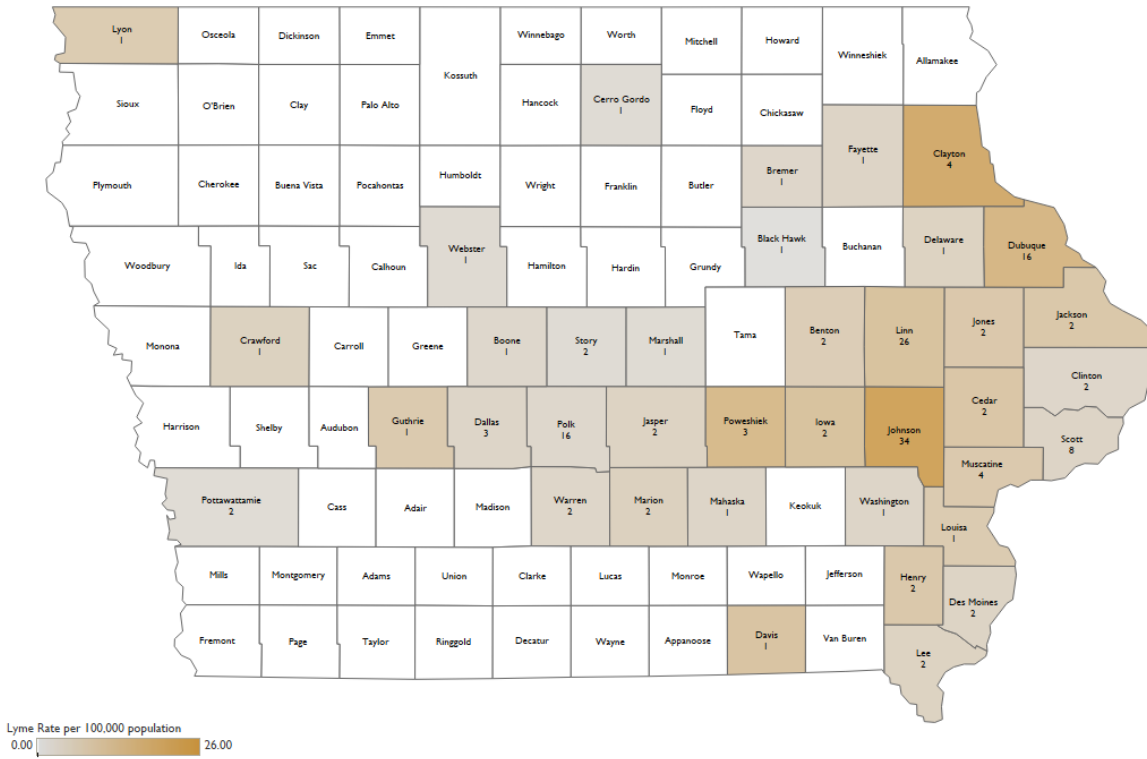 Lyon
1
Osceola
Dickinson
Emmet
Kossuth
Winnebago
Worth
Mitchell
Howard
Winneshiek
Allamakee
Sioux
O'Brien
Clay
Palo Alto
Hancock
Cerro Gordo
1
Floyd
Chickasaw
Fayette
1
Clayton
4
Plymouth
Cherokee
Buena Vista
Pocahontas
Humboldt
Wright
Franklin
Butler
Bremer
1
Woodbury
Ida
Sac
Calhoun
Webster
1
Hamilton
Hardin
Grundy
Black Hawk
1
Buchanan
Delaware
1
Dubuque
16
Monona
Crawford
1
Carroll
Greene
Boone
1
Story
2
Marshall
1
Tama
Benton
2
Linn
26
Jones
2
Jackson
2
Clinton
2
Harrison
Shelby
Audubon
Guthrie
1
Dallas
3
Polk
16
Jasper
2
Poweshiek
3
Iowa
2
Johnson
34
Cedar
2
Scott
8
Muscatine
4
Pottawattamie
2
Cass
Adair
Madison
Warren
2
Marion
2
Mahaska
1
Keokuk
Washington
1
Louisa
1
Mills
Montgomery
Adams
Union
Clarke
Lucas
Monroe
Wapello
Jefferson
Henry
2
Des Moines
2
Fremont
Page
Taylor
Ringgold
Decatur
Wayne
Appanoose
Davis
1
Van Buren
Lee
2
Lyme Rate per 100,000 population
0.00 26.00